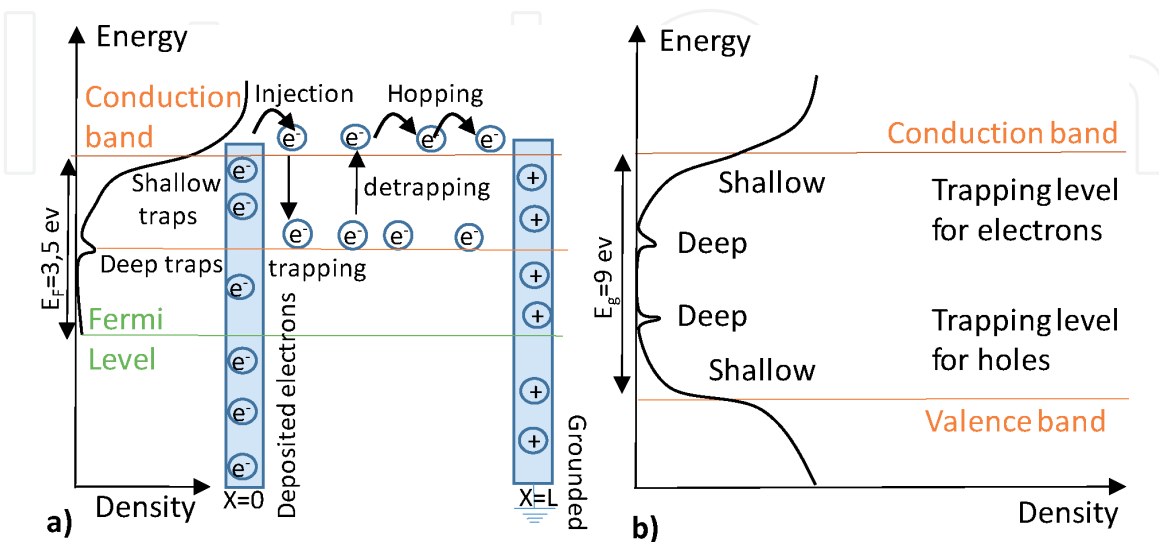 Energy
Conduction
band
Injection
Hopping
e-
e-
e-
e-
e-
Shallow
traps
detrapping
+
e-
+
E_F=3,5 ev
e-
e-
e-
e-
Deep traps
trapping
+
e-
+
Fermi
Level
e-
+
e-
+
e-
Deposited electrons
Grounded
Density
X=0
X=L
a)
Energy
Conduction band
Shallow
Trapping level
for electrons
Deep
E_g=9 ev
Deep
Trapping level
for holes
Shallow
Valence band
Density
b)